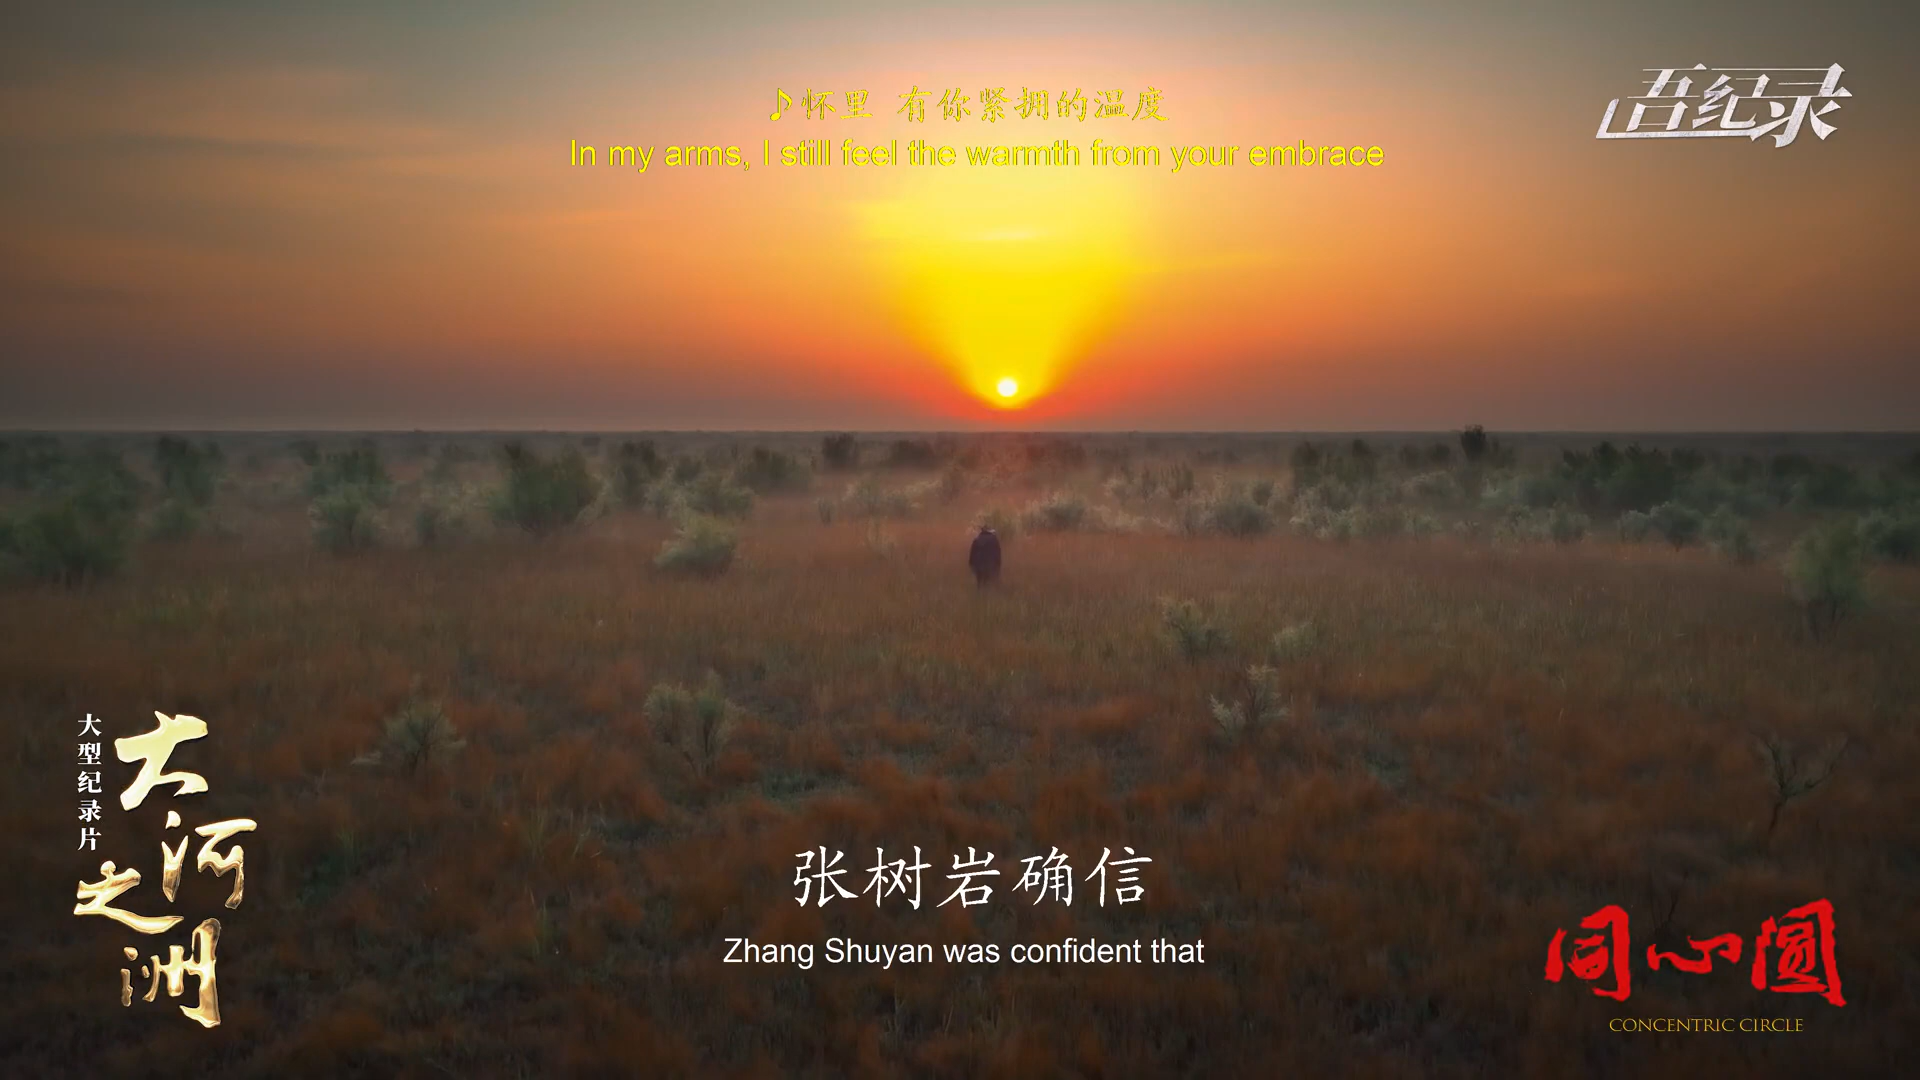 ♪怀里 有你紧拥的温度
In my arms, I still feel the warmth from your embrace
吾纪录
大型纪录片
大河之洲
张树岩确信
Zhang Shuyan was confident that
同心圆
CONCENTRIC CIRCLE